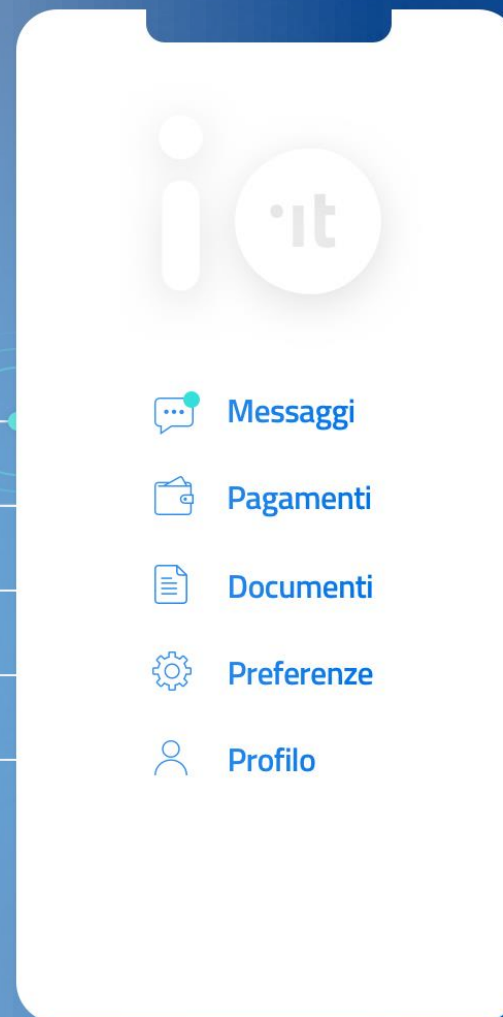 io
it
Messaggi
Pagamenti
Documenti
Preferenze
Profilo